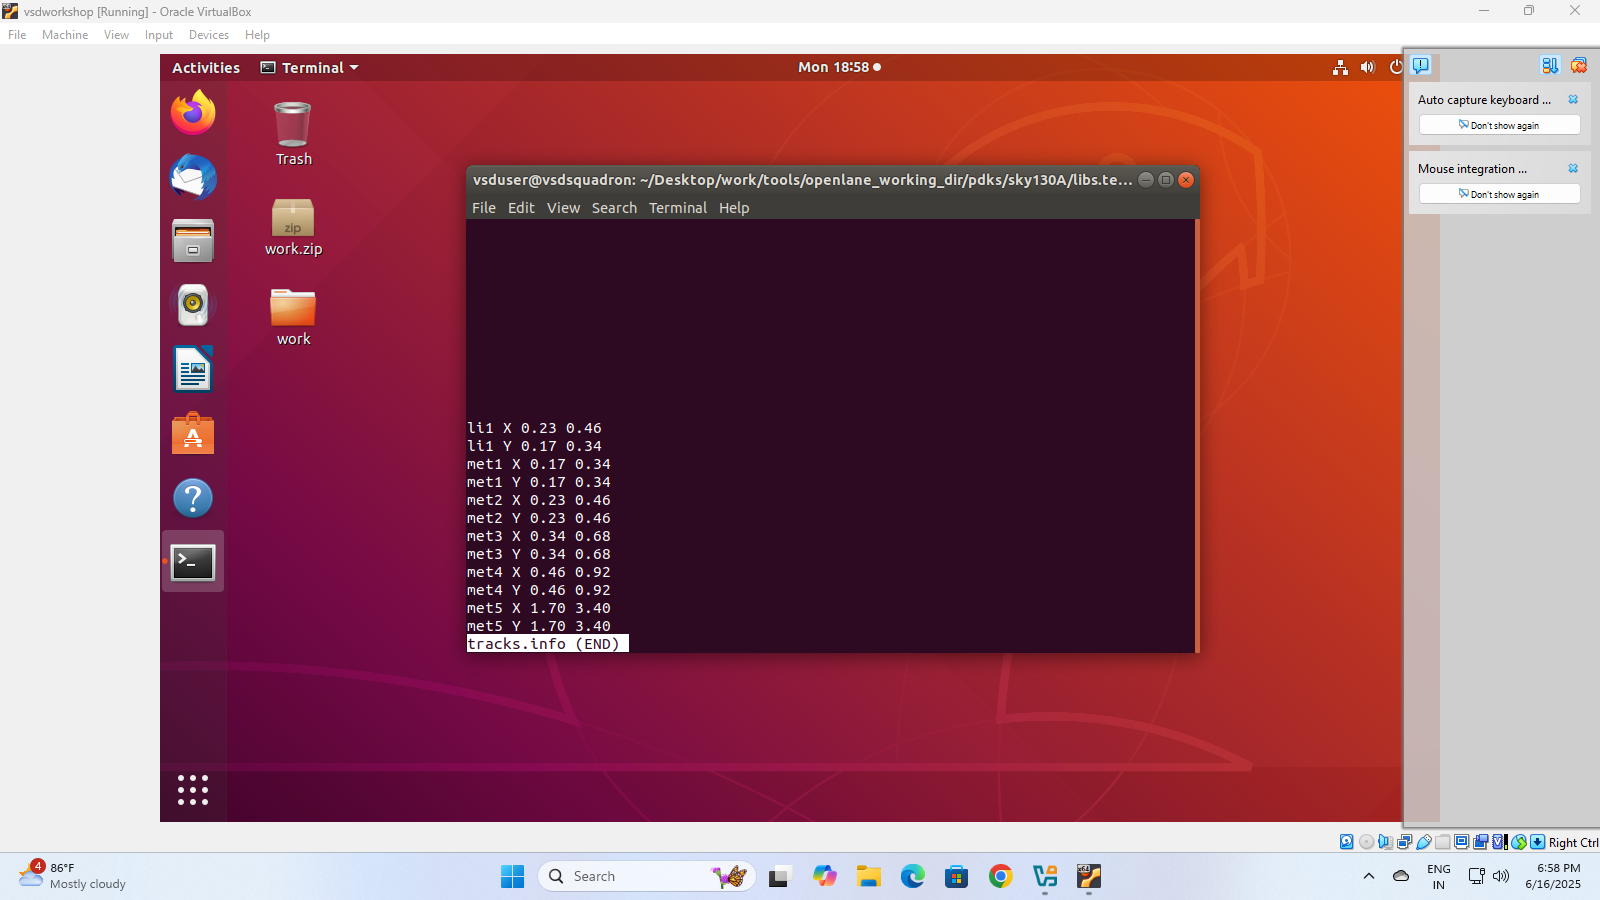 vsdworkshop [Running] - Oracle VirtualBox
File Machine View Input Devices Help
Activities Terminal Mon 18:58
Trash
zip
work.zip
work
vsduser@vsdsquadron: ~/Desktop/work/tools/openlane_working_dir/pdks/sky130A/libs.te...
File Edit View Search Terminal Help
li1 X 0.23 0.46
li1 Y 0.17 0.34
met1 X 0.17 0.34
met1 Y 0.17 0.34
met2 X 0.23 0.46
met2 Y 0.23 0.46
met3 X 0.34 0.68
met3 Y 0.34 0.68
met4 X 0.46 0.92
met4 Y 0.46 0.92
met5 X 1.70 3.40
met5 Y 1.70 3.40
tracks.info (END)
Auto capture keyboard ...
Don't show again
Mouse integration ...
Don't show again
Right Ctrl
4
86°F
Mostly cloudy
Search
ENG
IN
6:58 PM
6/16/2025